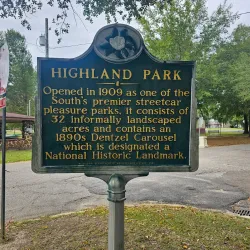 HIGHLAND PARK
Opened in 1909 as one of the
South's premier streetcar
pleasure parks, it consists of
32 informally landscaped
acres and contains an
1890s Dentzel Carousel
which is designated a
National Historic Landmark.